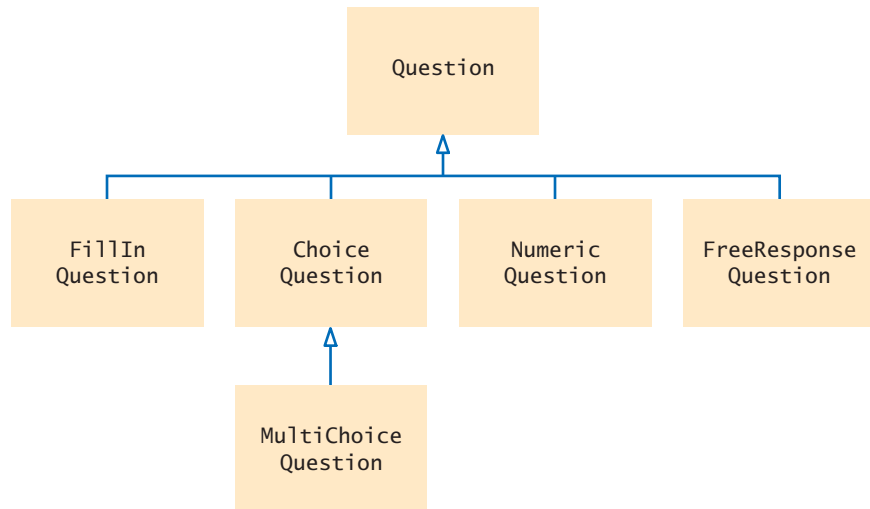 Question
FillIn
Question
Choice
Question
Numeric
Question
FreeResponse
Question
MultiChoice
Question